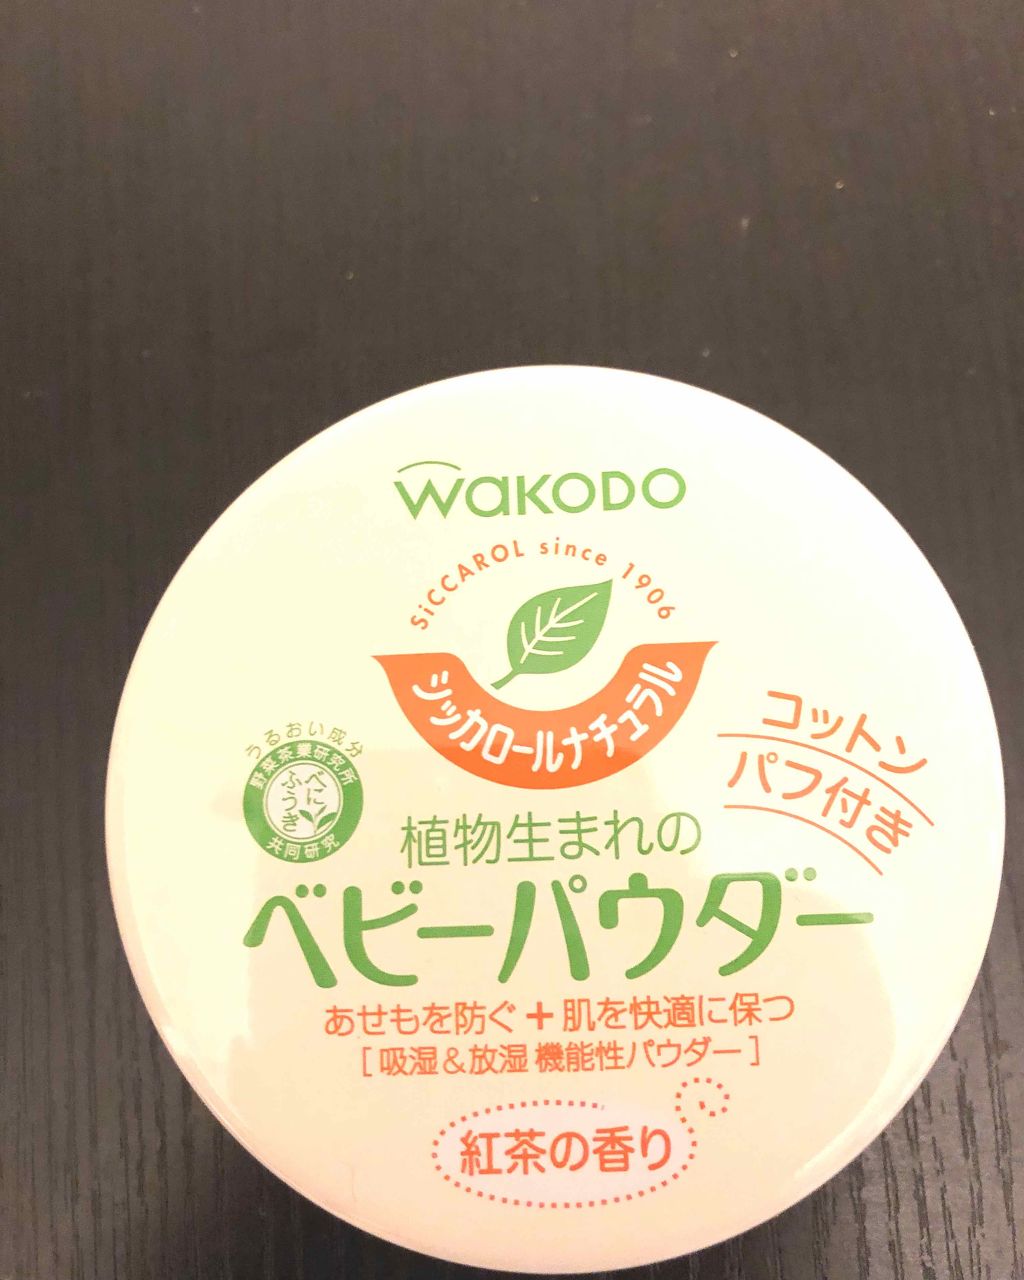 WAKODO
SiCCAROL since 1906
シッカロールナチュラル
コットン
パフ付き
うるおい成分
野菜茶業研究所
べに
ふうき
共同研究
植物生まれの
ベビーパウダー
あせもを防ぐ+肌を快適に保つ
[吸湿&放湿 機能性パウダー]
紅茶の香り